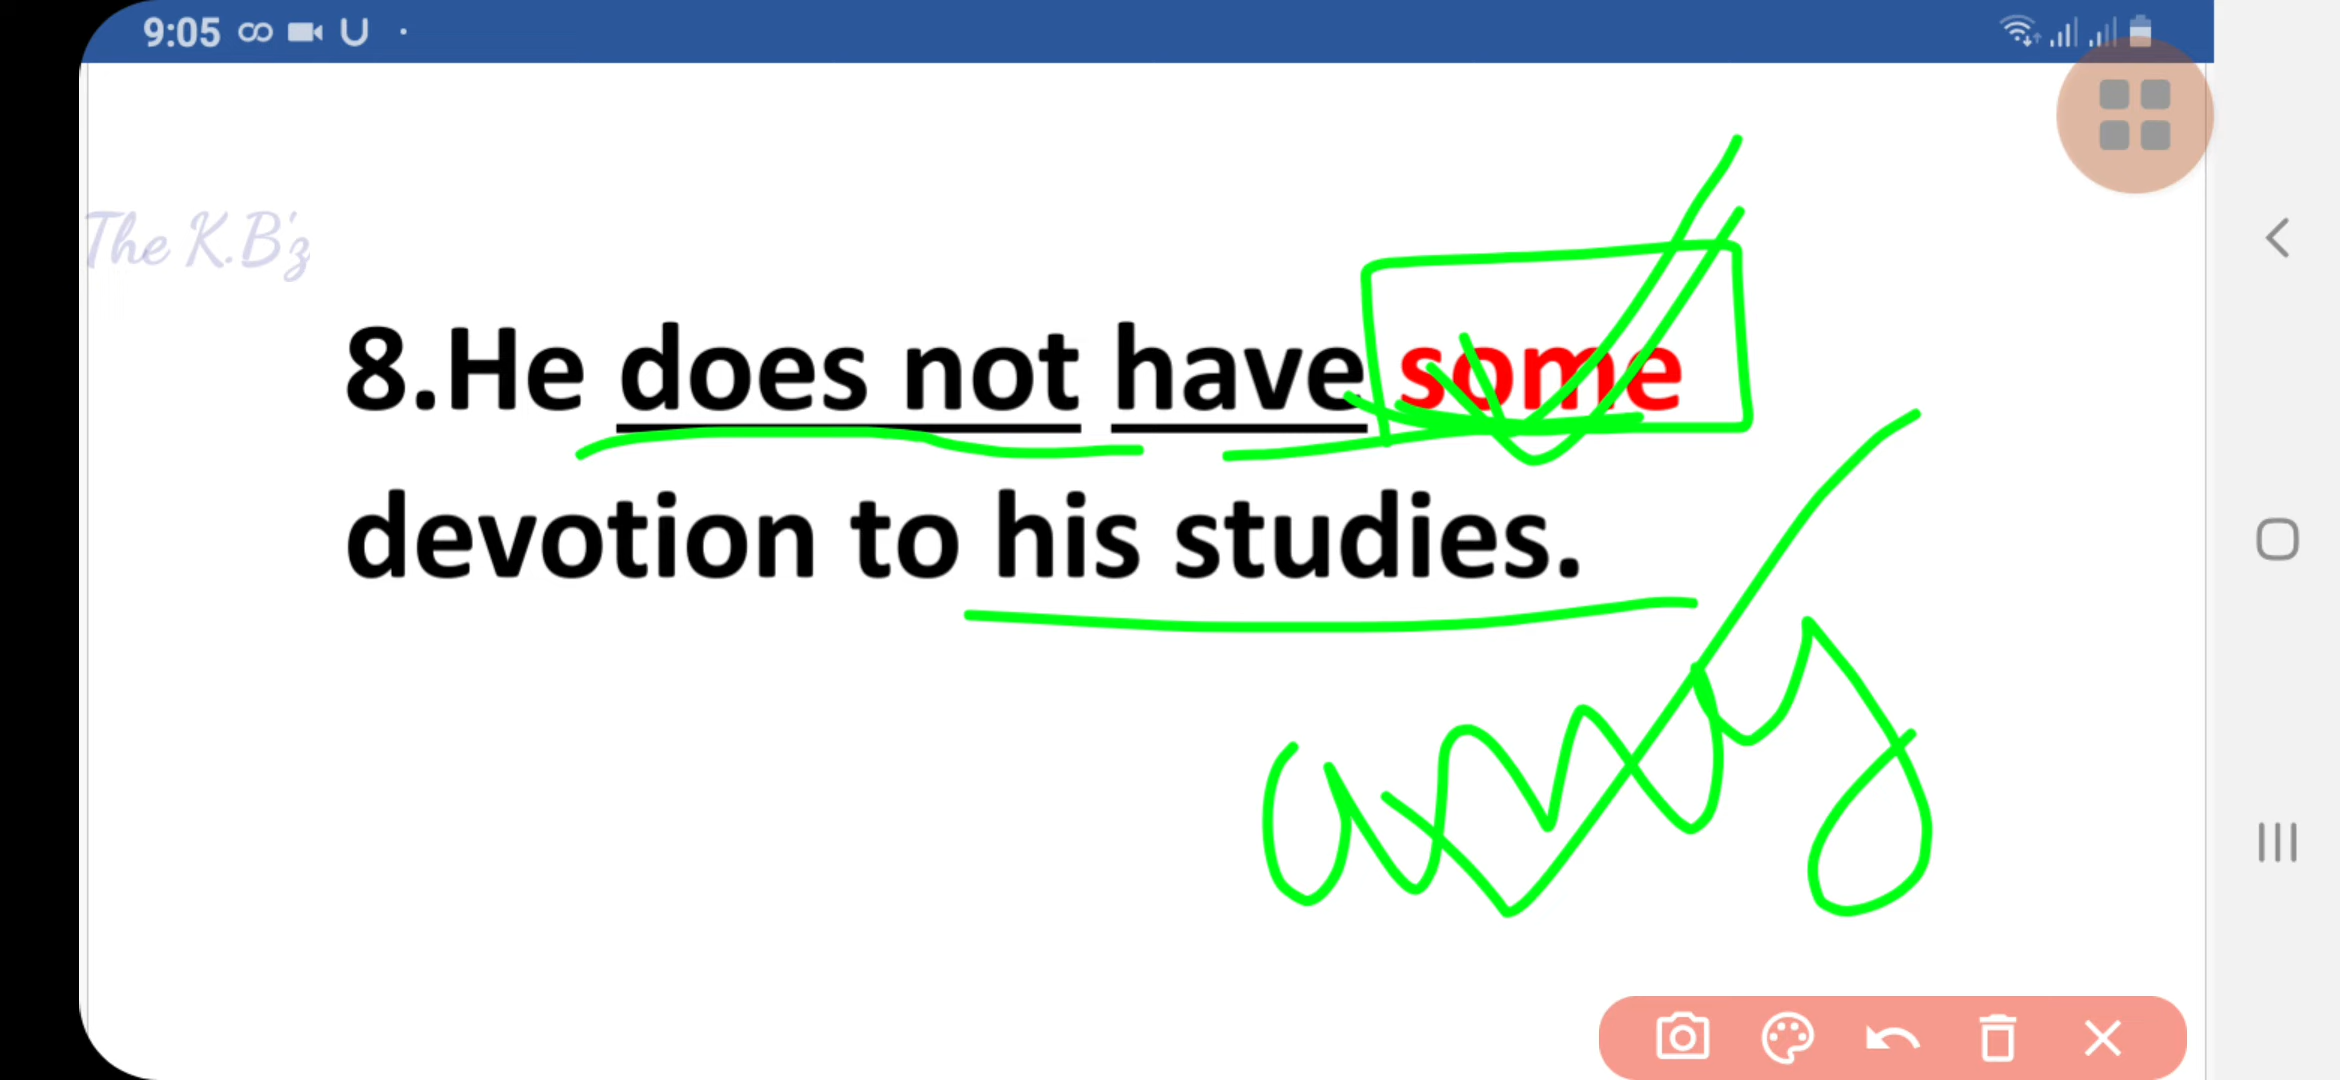 9:05
The K.B'z
8.He does not have some
devotion to his studies.
any